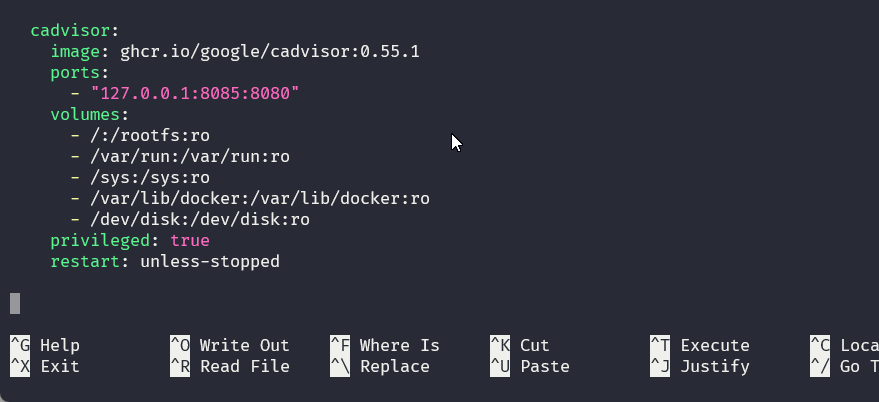 cadvisor:
image: ghcr.io/google/cadvisor:0.55.1
ports:
- "127.0.0.1:8085:8080"
volumes:
- /:/rootfs:ro
- /var/run:/var/run:ro
- /sys:/sys:ro
- /var/lib/docker:/var/lib/docker:ro
- /dev/disk:/dev/disk:ro
privileged: true
restart: unless-stopped
^G Help ^O Write Out ^F Where Is ^K Cut ^T Execute ^C Loca
^X Exit ^R Read File ^\ Replace ^U Paste ^J Justify ^/ Go T